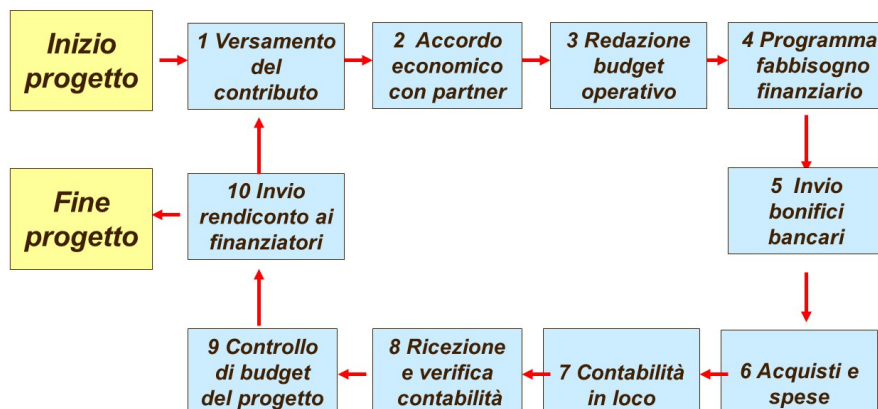 Inizio
progetto
1 Versamento
del
contributo
2 Accordo
economico
con partner
3 Redazione
budget
operativo
4 Programma
fabbisogno
finanziario
Fine
progetto
10 Invio
rendiconto ai
finanziatori
5 Invio
bonifici
bancari
9 Controllo
di budget
del progetto
8 Ricezione
e verifica
contabilità
7 Contabilità
in loco
6 Acquisti e
spese